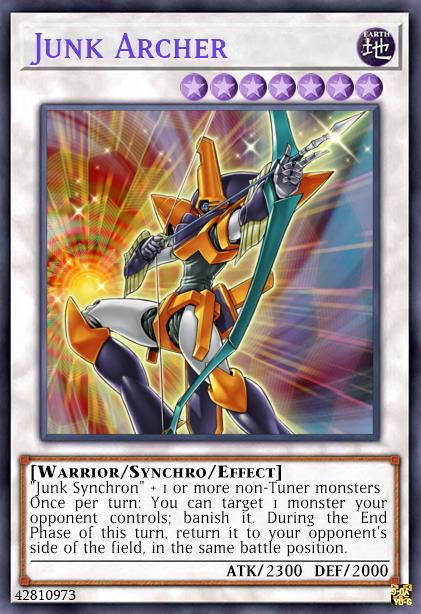 Junk Archer
EARTH
地
[Warrior/Synchro/Effect]
"Junk Synchron" + 1 or more non-Tuner monsters
Once per turn: You can target 1 monster your
opponent controls; banish it. During the End
Phase of this turn, return it to your opponent's
side of the field, in the same battle position.
ATK/2300 DEF/2000
42810973